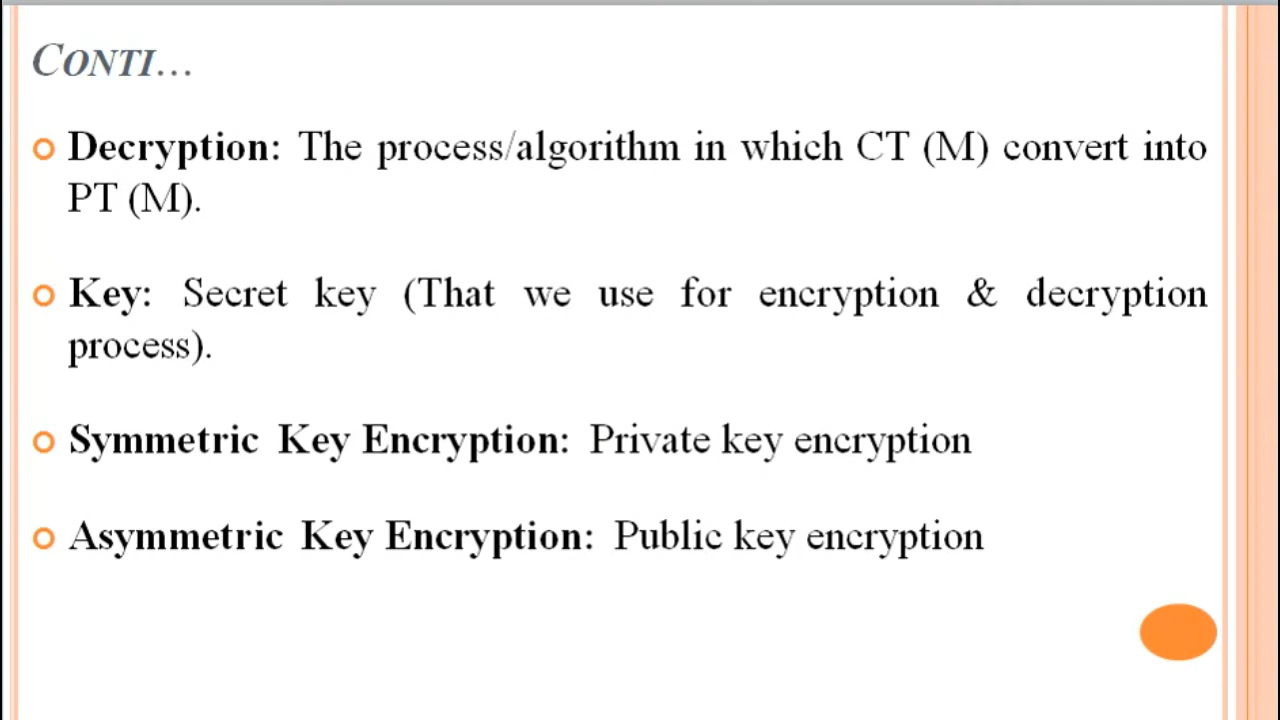 CONTI...
Decryption: The process/algorithm in which CT (M) convert into
PT (M).
Key: Secret key (That we use for encryption & decryption
process).
Symmetric Key Encryption: Private key encryption
Asymmetric Key Encryption: Public key encryption